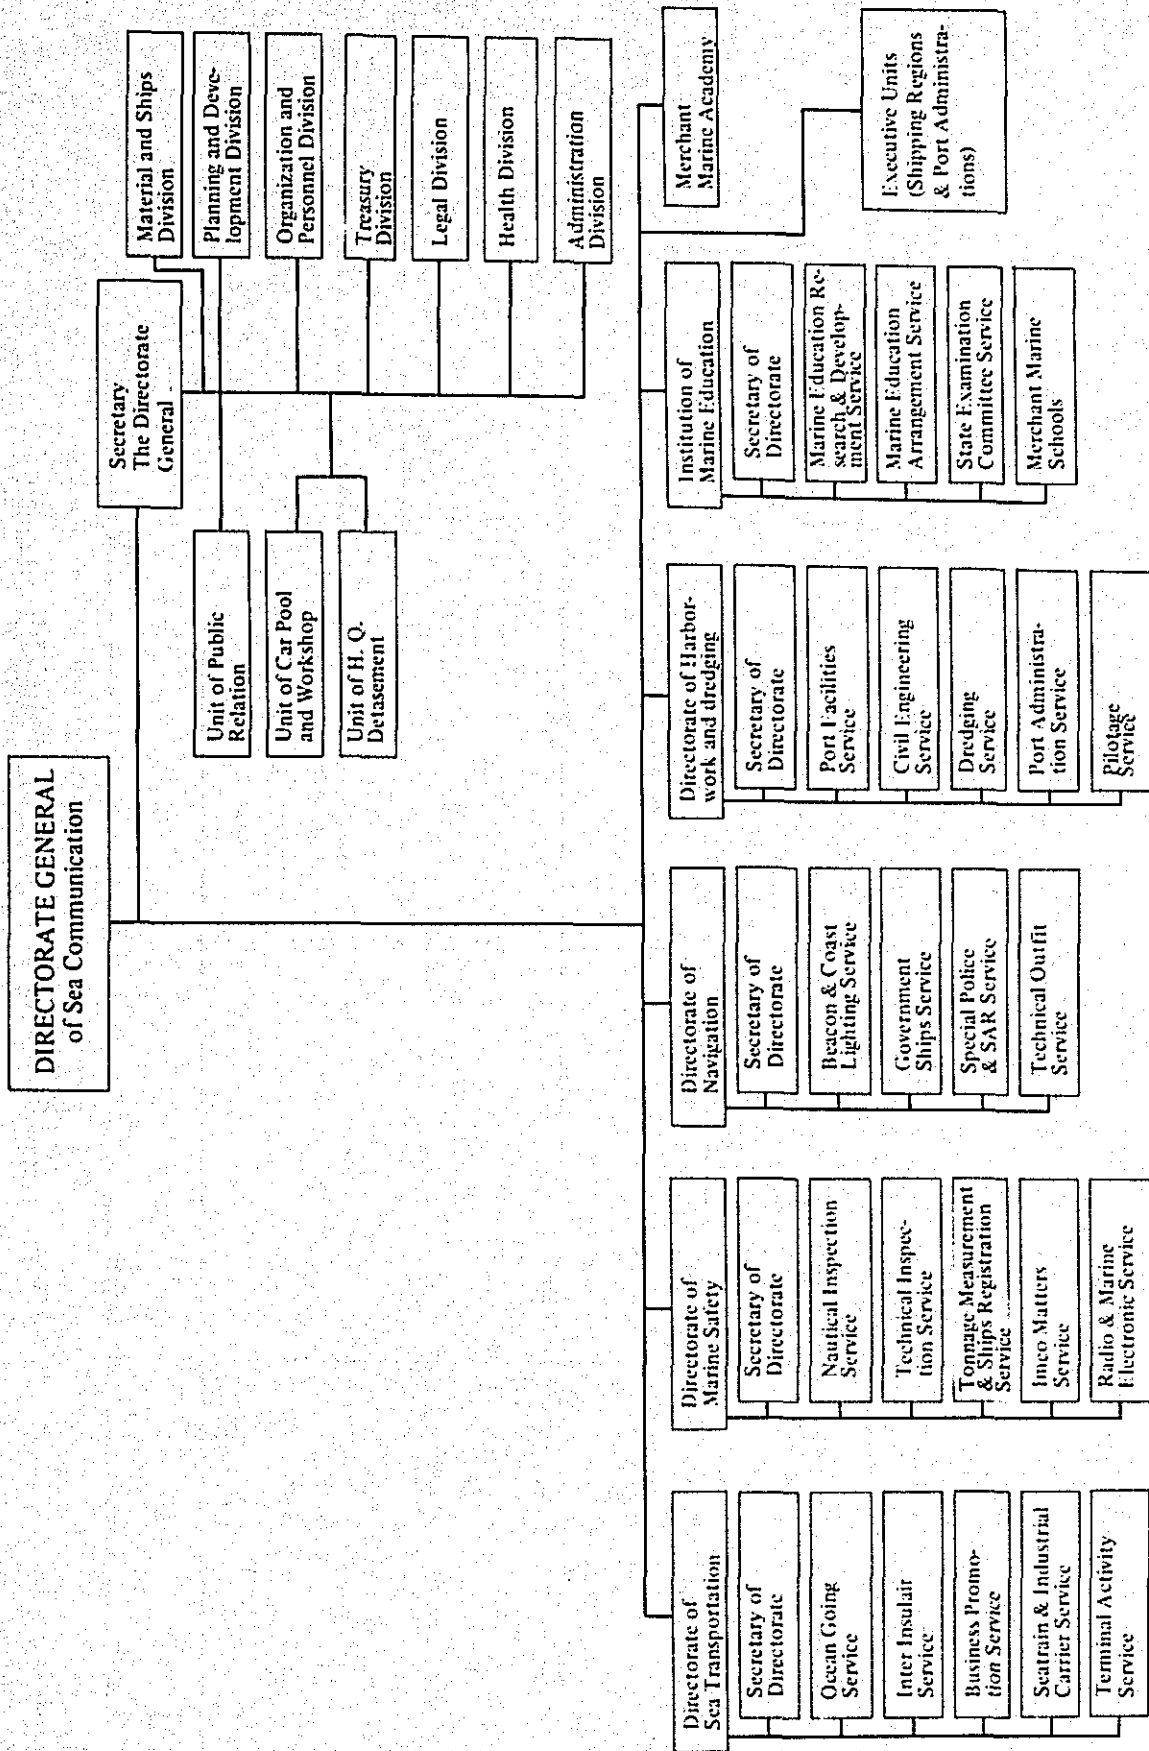 DIRECTORATE GENERAL
of Sea Communication
Secretary
The Directorate
General
Material and Ships
Division
Planning and Deve-
lopment Division
Organization and
Personnel Division
Treasury
Division
Legal Division
Health Division
Administration
Division
Unit of Public
Relation
Unit of Car Pool
and Workshop
Unit of H. Q.
Detasement
Directorate of
Sea Transportation
Secretary of
Directorate
Ocean Going
Service
Inter Insulair
Service
Business Promo-
tion Service
Seatrain & Industrial
Carrier Service
Terminal Activity
Service
Directorate of
Marine Safety
Secretary of
Directorate
Nautical Inspection
Service
Technical Inspec-
tion Service
Tonnage Measurement
& Ships Registration
Service
Imco Matters
Service
Radio & Marine
Electronic Service
Directorate of
Navigation
Secretary of
Directorate
Beacon & Coast
Lighting Service
Government
Ships Service
Special Police
& SAR Service
Technical Outfit
Service
Directorate of Harbor-
work and dredging
Secretary of
Directorate
Port Facilities
Service
Civil Engineering
Service
Dredging
Service
Port Administra-
tion Service
Pilotage
Service
Institution of
Marine Education
Secretary of
Directorate
Marine Education Re-
search & Develop-
ment Service
Marine Education
Arrangement Service
State Examination
Committee Service
Merchant Marine
Schools
Merchant
Marine Academy
Executive Units
(Shipping Regions
& Port Administra-
tions)